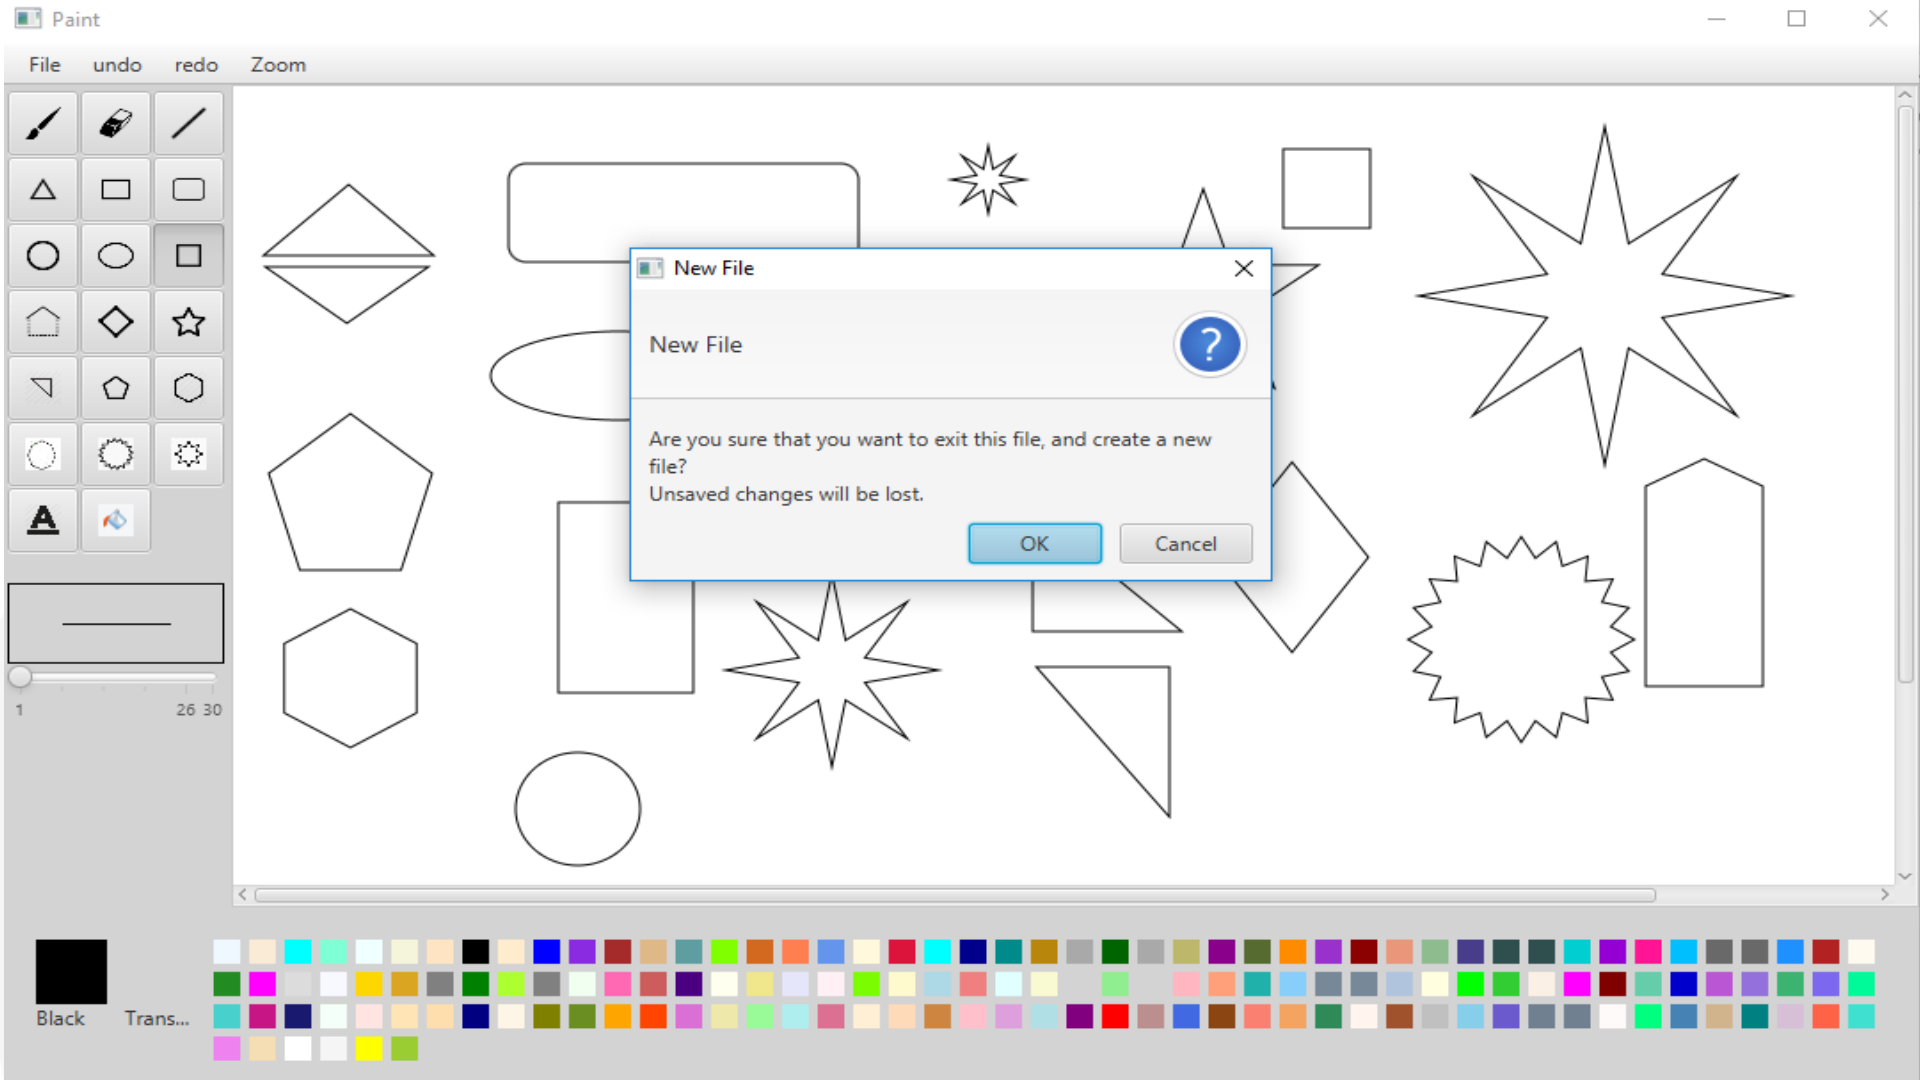 Paint
File undo redo Zoom
New File
New File
?
Are you sure that you want to exit this file, and create a new
file?
Unsaved changes will be lost.
OK Cancel
A
1 26 30
Black Trans...